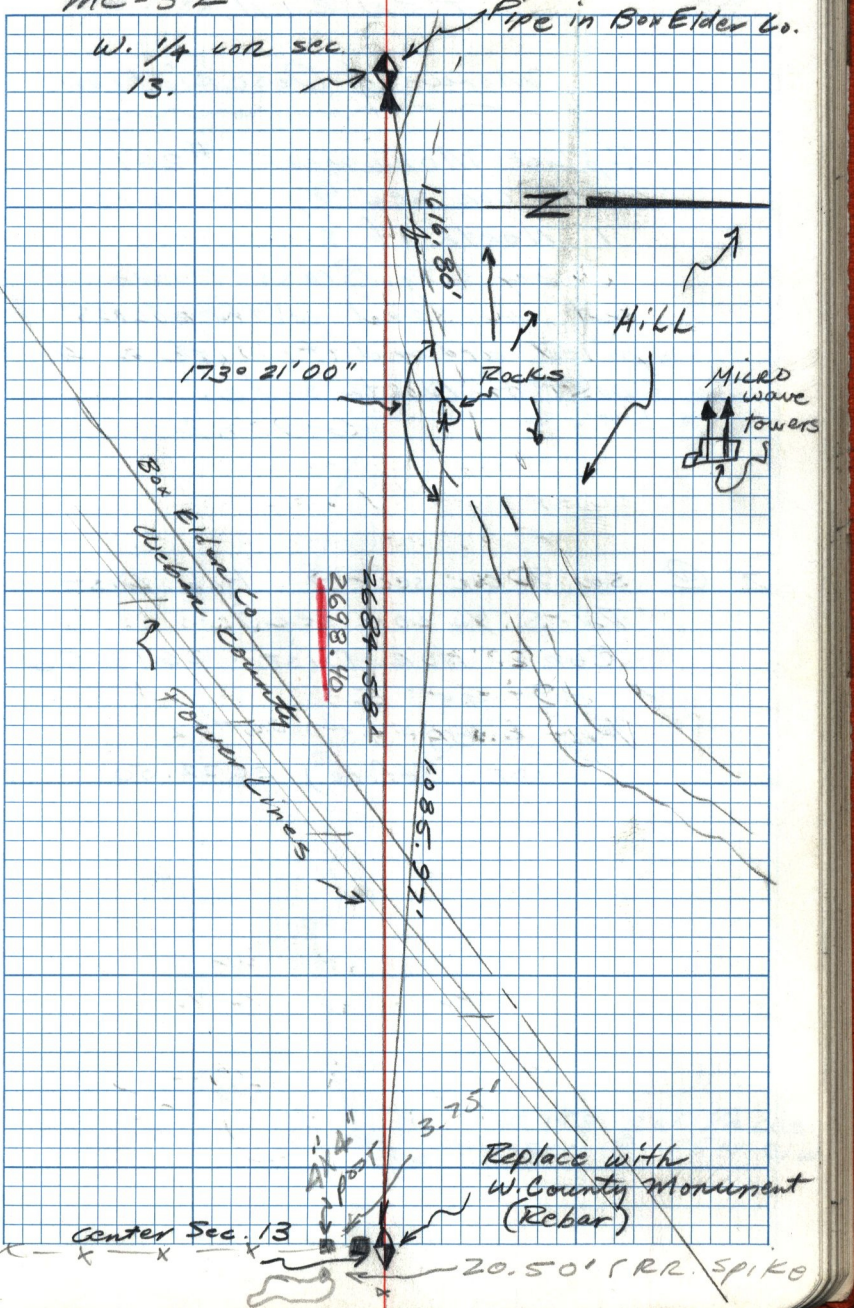 MC-52
Pipe in Box Elder Co.
W. 1/4 cor sec.
13.
1616.80'
N
Hill
173° 21'00"
Rocks
Micro
wave
towers
Box Elder Co.
Weber County
Power Lines
2684.58
2698.40
1085.97'
3.75'
4"x4"
post
Replace with
W. County Monument
(Rebar)
Center Sec. 13
20.50' RR. Spike